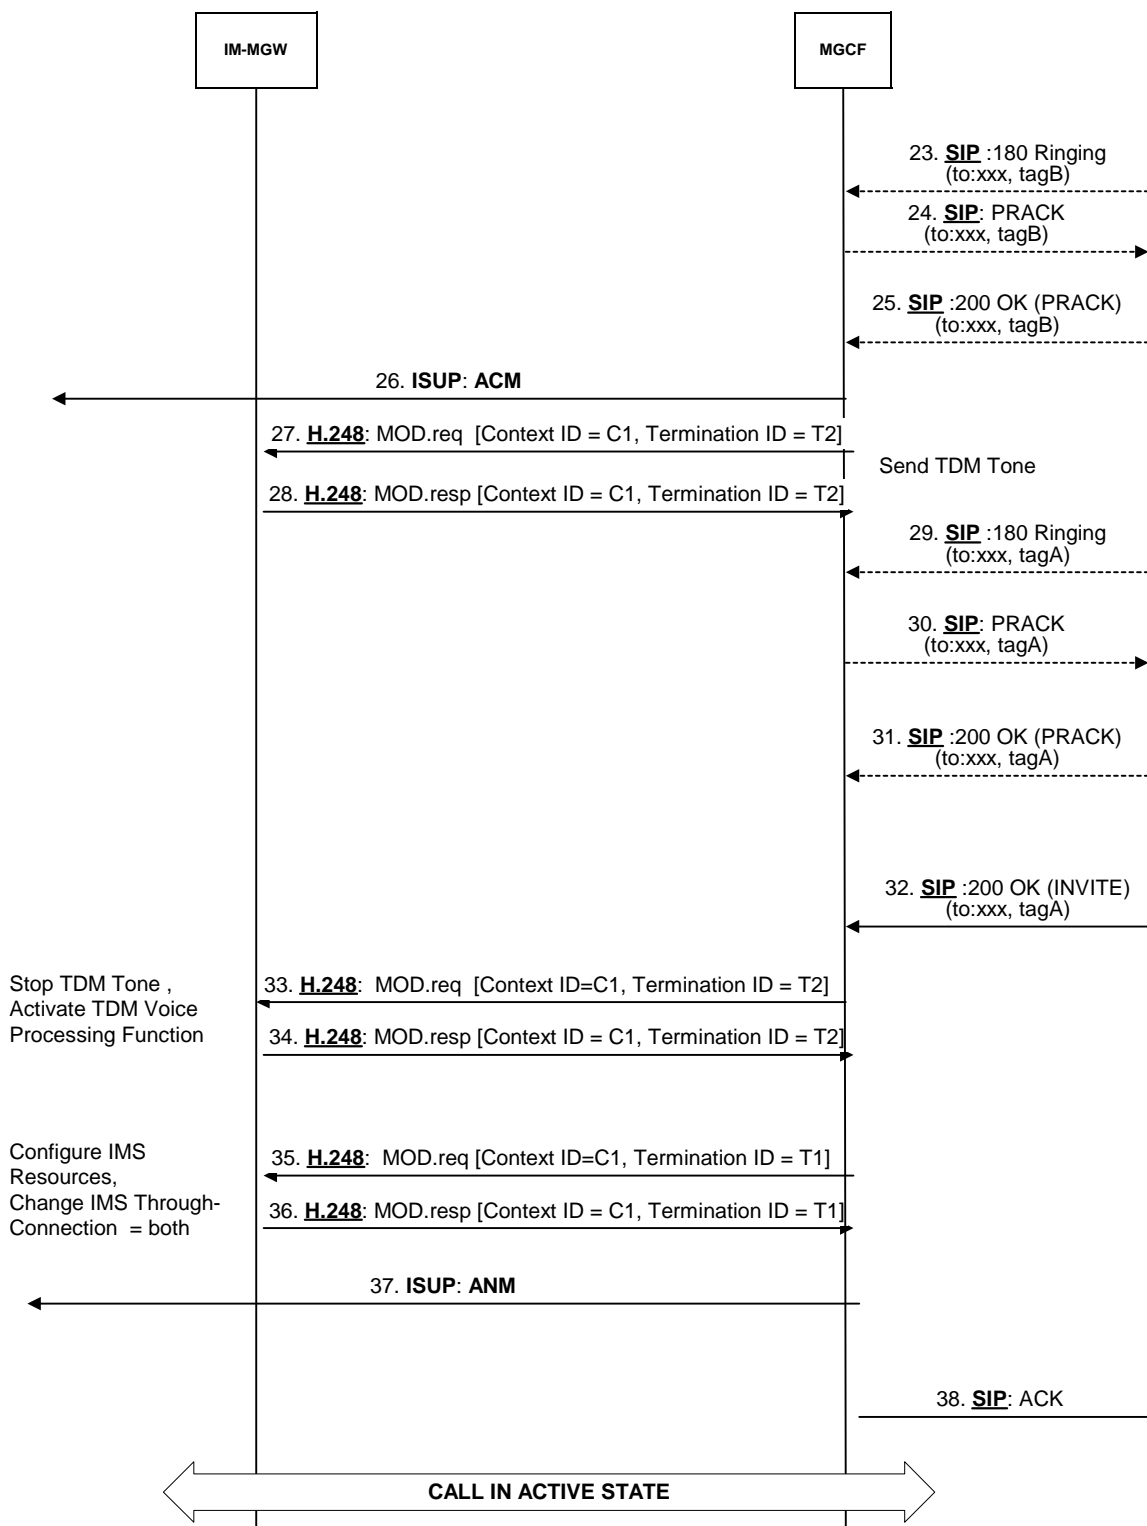 IM-MGW
MGCF
23. SIP :180 Ringing
(to:xxx, tagB)
24. SIP: PRACK
(to:xxx, tagB)
25. SIP :200 OK (PRACK)
(to:xxx, tagB)
26. ISUP: ACM
27. H.248: MOD.req [Context ID = C1, Termination ID = T2]
Send TDM Tone
28. H.248: MOD.resp [Context ID = C1, Termination ID = T2]
29. SIP :180 Ringing
(to:xxx, tagA)
30. SIP: PRACK
(to:xxx, tagA)
31. SIP :200 OK (PRACK)
(to:xxx, tagA)
32. SIP :200 OK (INVITE)
(to:xxx, tagA)
Stop TDM Tone ,
Activate TDM Voice
Processing Function
33. H.248: MOD.req [Context ID=C1, Termination ID = T2]
34. H.248: MOD.resp [Context ID = C1, Termination ID = T2]
Configure IMS
Resources,
Change IMS Through-
Connection = both
35. H.248: MOD.req [Context ID=C1, Termination ID = T1]
36. H.248: MOD.resp [Context ID = C1, Termination ID = T1]
37. ISUP: ANM
38. SIP: ACK
CALL IN ACTIVE STATE